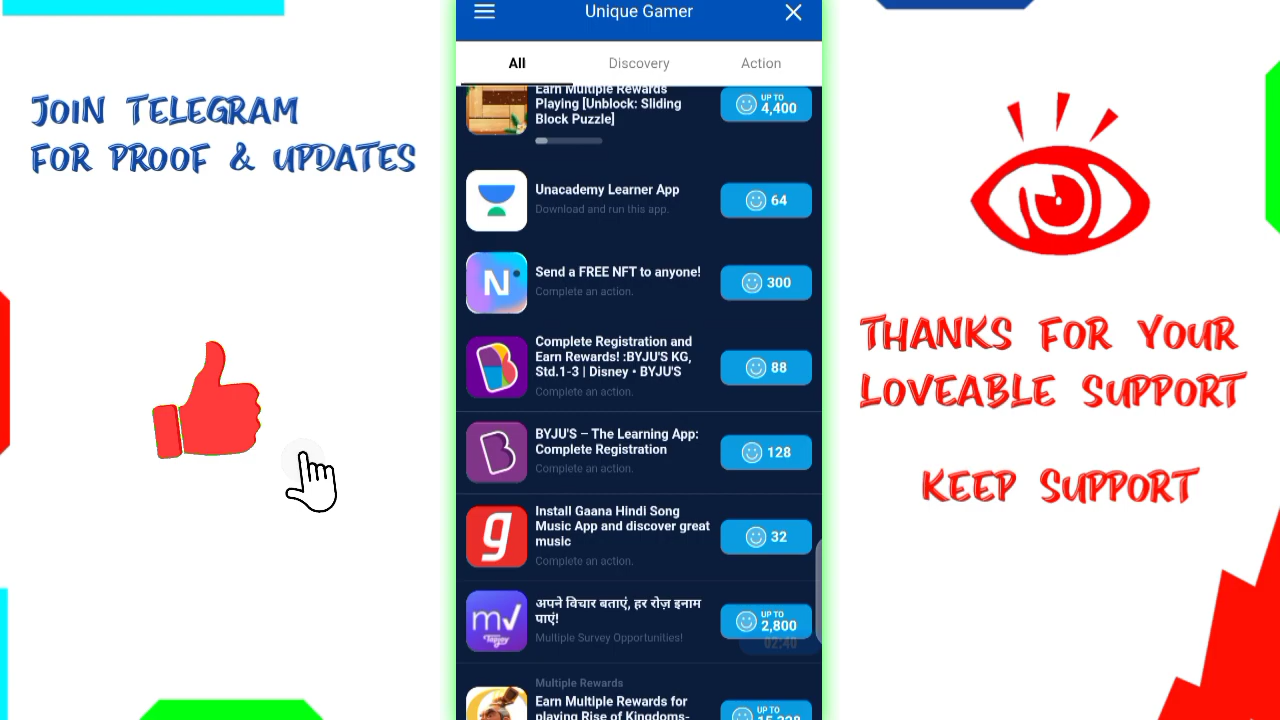 JOIN TELEGRAM
FOR PROOF & UPDATES
Unique Gamer
All Discovery Action
Earn Multiple Rewards
Playing [Unblock: Sliding
Block Puzzle]
UP TO
4,400
Unacademy Learner App
Download and run this app.
64
Send a FREE NFT to anyone!
Complete an action.
300
Complete Registration and
Earn Rewards! :BYJU'S KG,
Std.1-3 | Disney • BYJU'S
Complete an action.
88
BYJU'S – The Learning App:
Complete Registration
Complete an action.
128
Install Gaana Hindi Song
Music App and discover great
music
Complete an action.
32
अपने विचार बताएं, हर रोज़ इनाम
पाएं!
Multiple Survey Opportunities!
UP TO
2,800
02:40
Multiple Rewards
Earn Multiple Rewards for
playing Rise of Kingdoms-
UP TO
THANKS FOR YOUR
LOVEABLE SUPPORT
KEEP SUPPORT